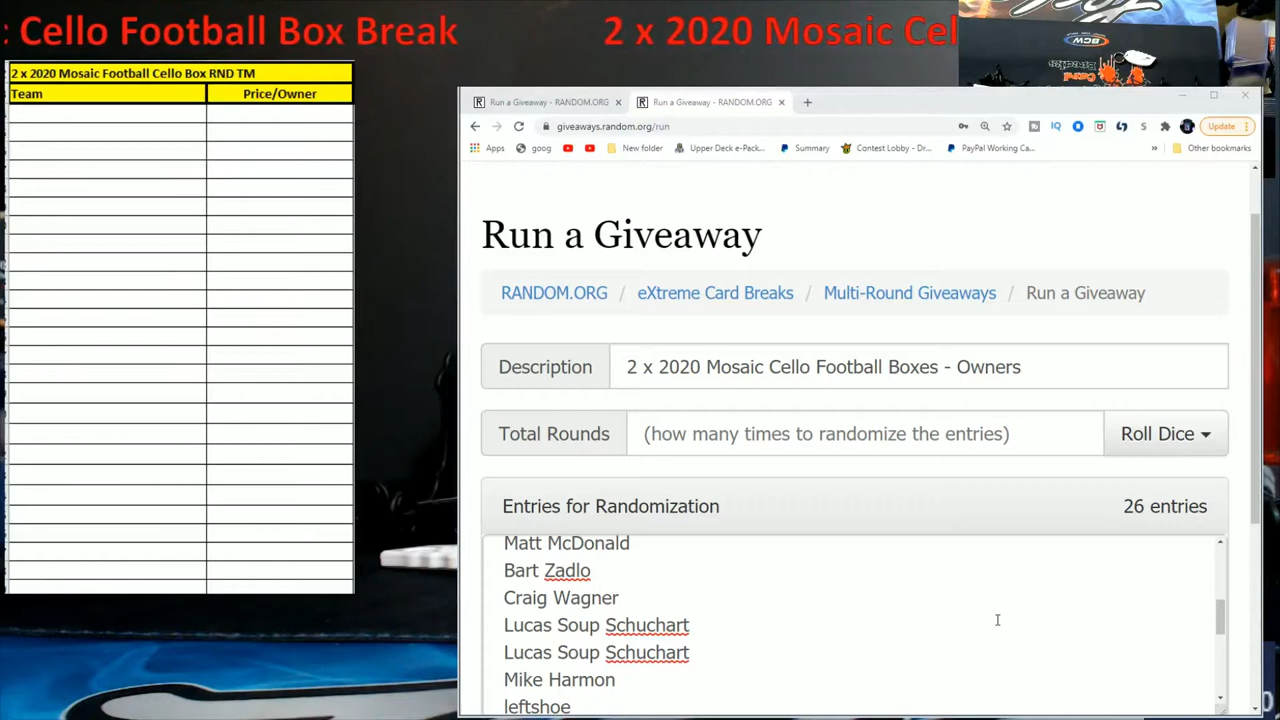 : Cello Football Box Break 2 x 2020 Mosaic Cel
2 x 2020 Mosaic Football Cello Box RND TM
Team Price/Owner
BCW
Run a Giveaway - RANDOM.ORG
Run a Giveaway - RANDOM.ORG
giveaways.random.org/run
Update
Apps
goog
New folder
Upper Deck e-Pack...
Summary
Contest Lobby - Dr...
PayPal Working Ca...
Other bookmarks
Run a Giveaway
RANDOM.ORG / eXtreme Card Breaks / Multi-Round Giveaways / Run a Giveaway
Description 2 x 2020 Mosaic Cello Football Boxes - Owners
Total Rounds (how many times to randomize the entries) Roll Dice
Entries for Randomization 26 entries
Matt McDonald
Bart Zadlo
Craig Wagner
Lucas Soup Schuchart
Lucas Soup Schuchart
Mike Harmon
leftshoe